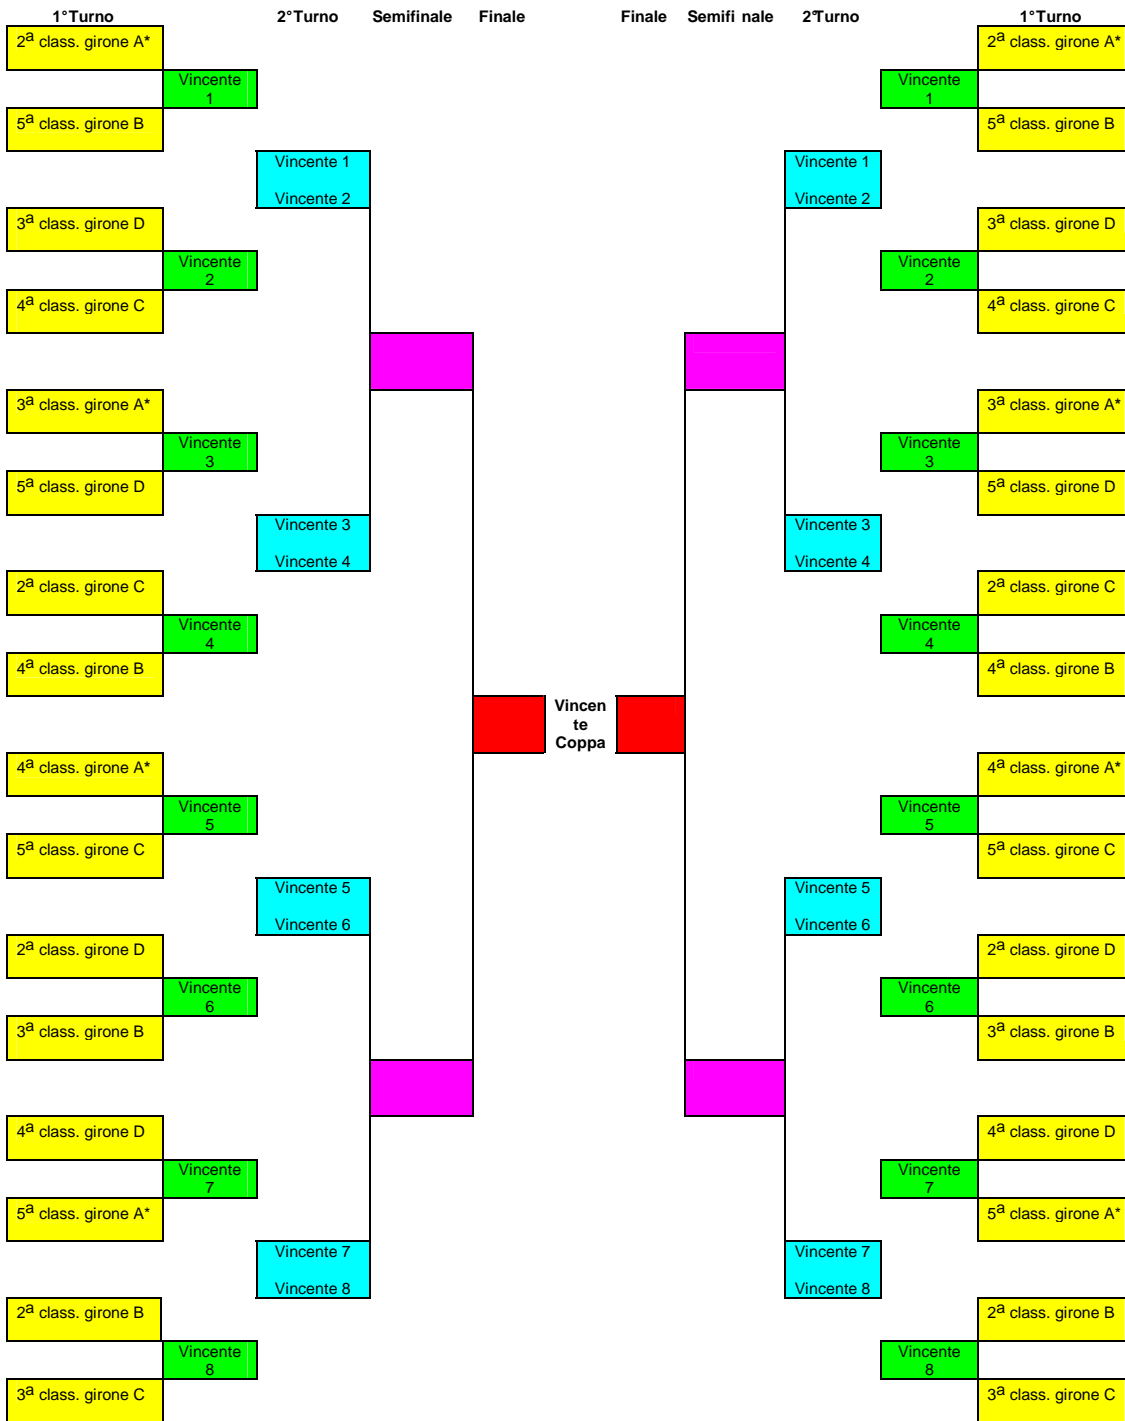 1°Turno 2°Turno Semifinale Finale Finale Semifi nale 2°Turno 1°Turno
2a class. girone A* 2a class. girone A*
Vincente Vincente
1 1
5a class. girone B 5a class. girone B
Vincente 1 Vincente 1
Vincente 2 Vincente 2
3a class. girone D 3a class. girone D
Vincente Vincente
2 2
4a class. girone C 4a class. girone C
3a class. girone A* 3a class. girone A*
Vincente Vincente
3 3
5a class. girone D 5a class. girone D
Vincente 3 Vincente 3
Vincente 4 Vincente 4
2a class. girone C 2a class. girone C
Vincente Vincente
4 4
4a class. girone B 4a class. girone B
Vincen
te
Coppa
4a class. girone A* 4a class. girone A*
Vincente Vincente
5 5
5a class. girone C 5a class. girone C
Vincente 5 Vincente 5
Vincente 6 Vincente 6
2a class. girone D 2a class. girone D
Vincente Vincente
6 6
3a class. girone B 3a class. girone B
4a class. girone D 4a class. girone D
Vincente Vincente
7 7
5a class. girone A* 5a class. girone A*
Vincente 7 Vincente 7
Vincente 8 Vincente 8
2a class. girone B 2a class. girone B
Vincente Vincente
8 8
3a class. girone C 3a class. girone C